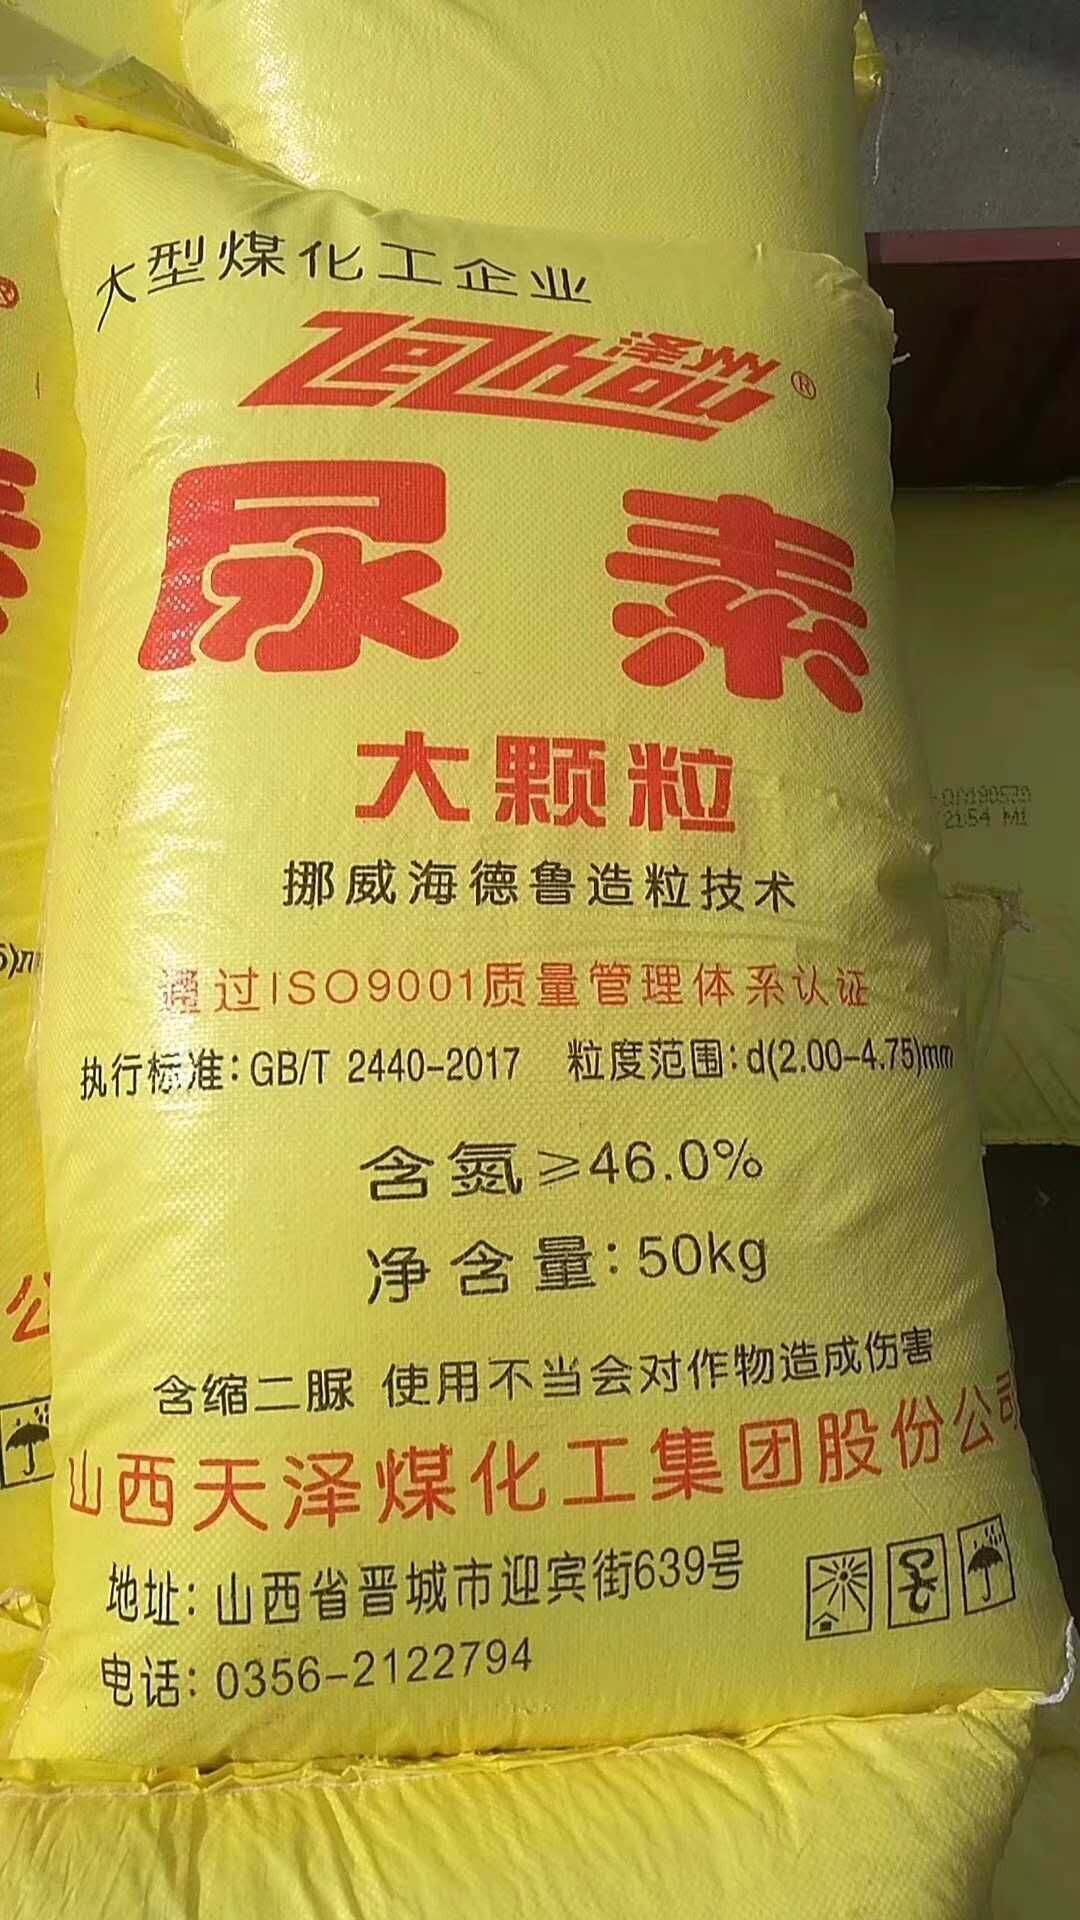 大型煤化工企业
ZeZhou 泽州 ®
尿素
大颗粒
挪威海德鲁造粒技术
通过ISO9001质量管理体系认证
执行标准：GB/T 2440-2017 粒度范围：d(2.00-4.75)mm
含氮≥46.0%
净含量：50kg
含缩二脲 使用不当会对作物造成伤害
山西天泽煤化工集团股份公司
地址：山西省晋城市迎宾街639号
电话：0356-2122794
21:54 M1